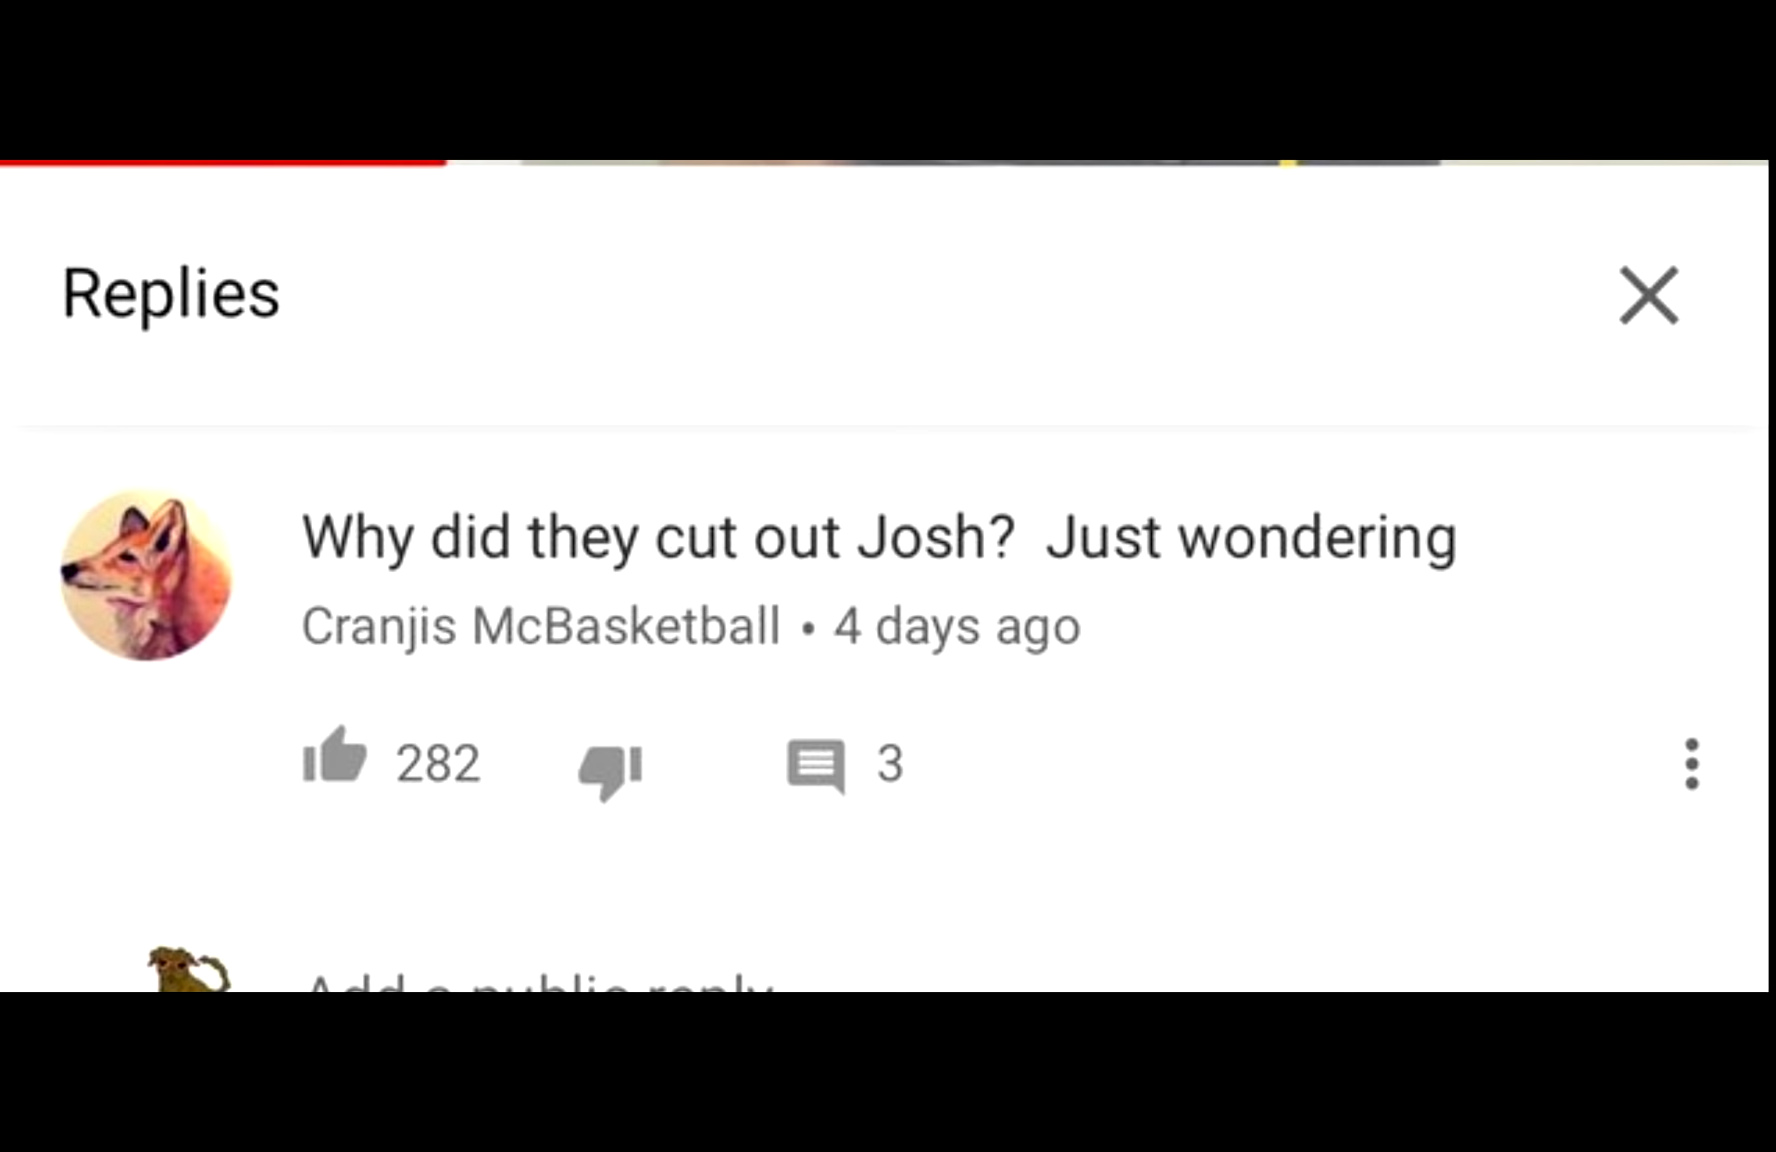 Replies
Why did they cut out Josh?  Just wondering
Cranjis McBasketball • 4 days ago
282 3
Add a public reply